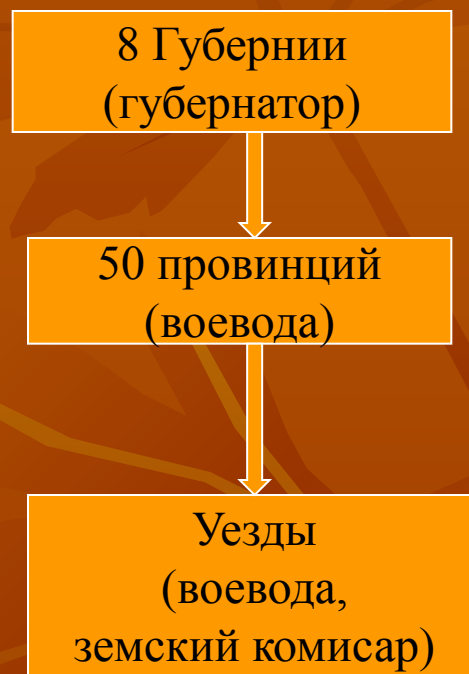 8 Губернии
(губернатор)
50 провинций
(воевода)
Уезды
(воевода,
земский комисар)